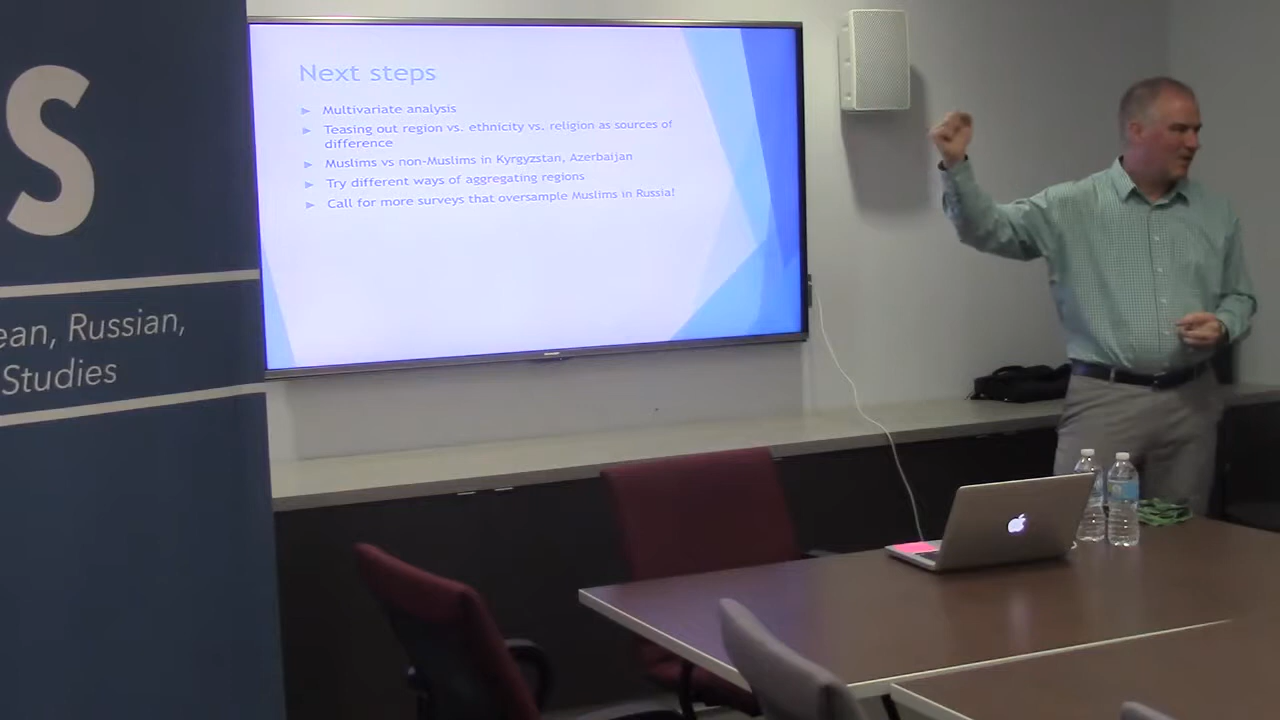 S
ean, Russian,
Studies
Next steps
Multivariate analysis
Teasing out region vs. ethnicity vs. religion as sources of
difference
Muslims vs non-Muslims in Kyrgyzstan, Azerbaijan
Try different ways of aggregating regions
Call for more surveys that oversample Muslims in Russia!